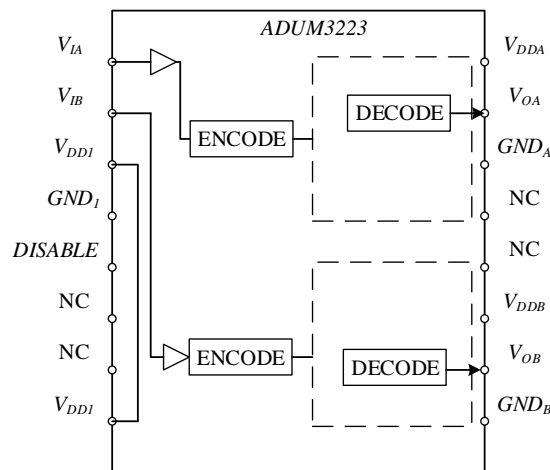 ADUM3223
V_IA
V_IB
V_DD1
GND_1
DISABLE
NC
NC
V_DD1
ENCODE
DECODE
ENCODE
DECODE
V_DDA
V_OA
GND_A
NC
NC
V_DDB
V_OB
GND_B